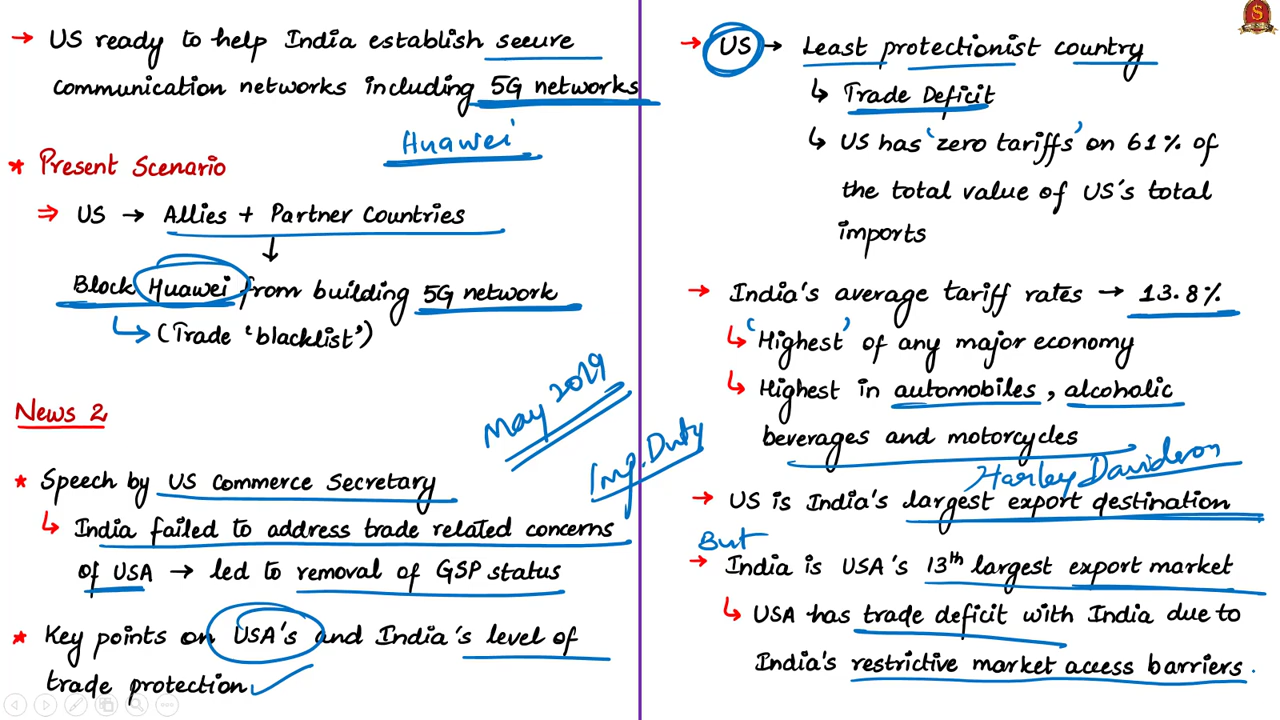 → US ready to help India establish secure
communication networks including 5G networks
Huawei
* Present Scenario
⇒ US → Allies + Partner Countries
↓
Block Huawei from building 5G network
↳ (Trade 'blacklist')
May 2019
News 2
* Speech by US Commerce Secretary
↳ India failed to address trade related concerns
of USA → led to removal of GSP status
* Key points on USA's and India's level of
trade protection
→ US → Least protectionist country
↳ Trade Deficit
↳ US has 'zero tariffs' on 61% of
the total value of US's total
imports
→ India's average tariff rates → 13.8%
↳ 'Highest' of any major economy
↳ Highest in automobiles, alcoholic
beverages and motorcycles
Imp. Duty
Harley Davidson
→ US is India's largest export destination
But
→ India is USA's 13th largest export market
↳ USA has trade deficit with India due to
India's restrictive market access barriers.
S